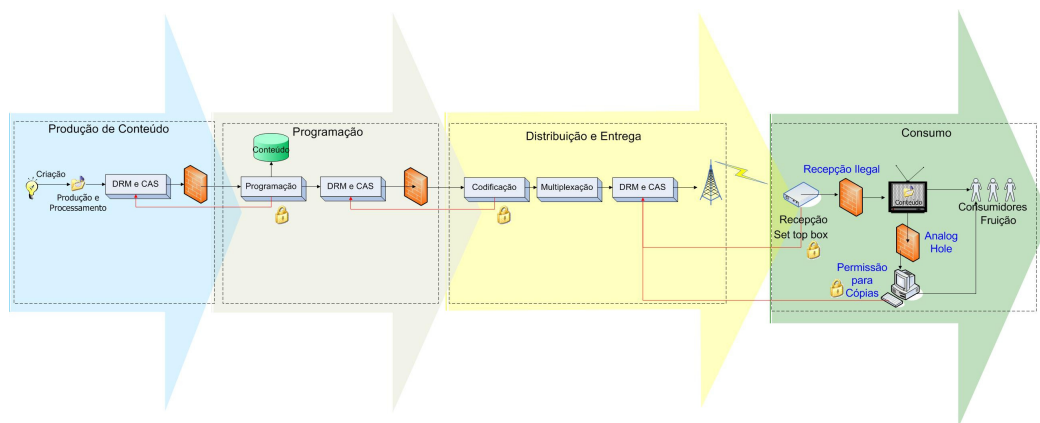 Produção de Conteúdo
Criação
Produção e
Processamento
DRM e CAS
Programação
Conteúdo
Programação
DRM e CAS
Distribuição e Entrega
Codificação
Multiplexação
DRM e CAS
Consumo
Recepção Ilegal
Recepção
Set top box
Conteúdo
Consumidores
Fruição
Analog
Hole
Permissão
para
Cópias